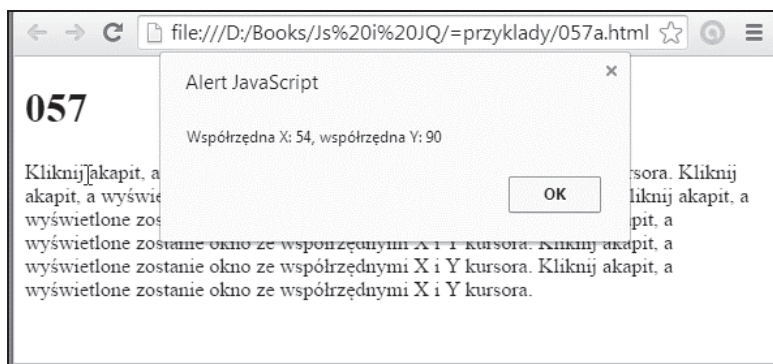 file:///D:/Books/Js%20i%20JQ/=przyklady/057a.html
Alert JavaScript
Współrzędna X: 54, współrzędna Y: 90
OK
057
Kliknij akapit, a rsora. Kliknij
akapit, a wyświe liknij akapit, a
wyświetlone zos pit, a
wyświetlone zostanie okno ze współrzędnymi X i Y kursora. Kliknij akapit, a
wyświetlone zostanie okno ze współrzędnymi X i Y kursora. Kliknij akapit, a
wyświetlone zostanie okno ze współrzędnymi X i Y kursora.